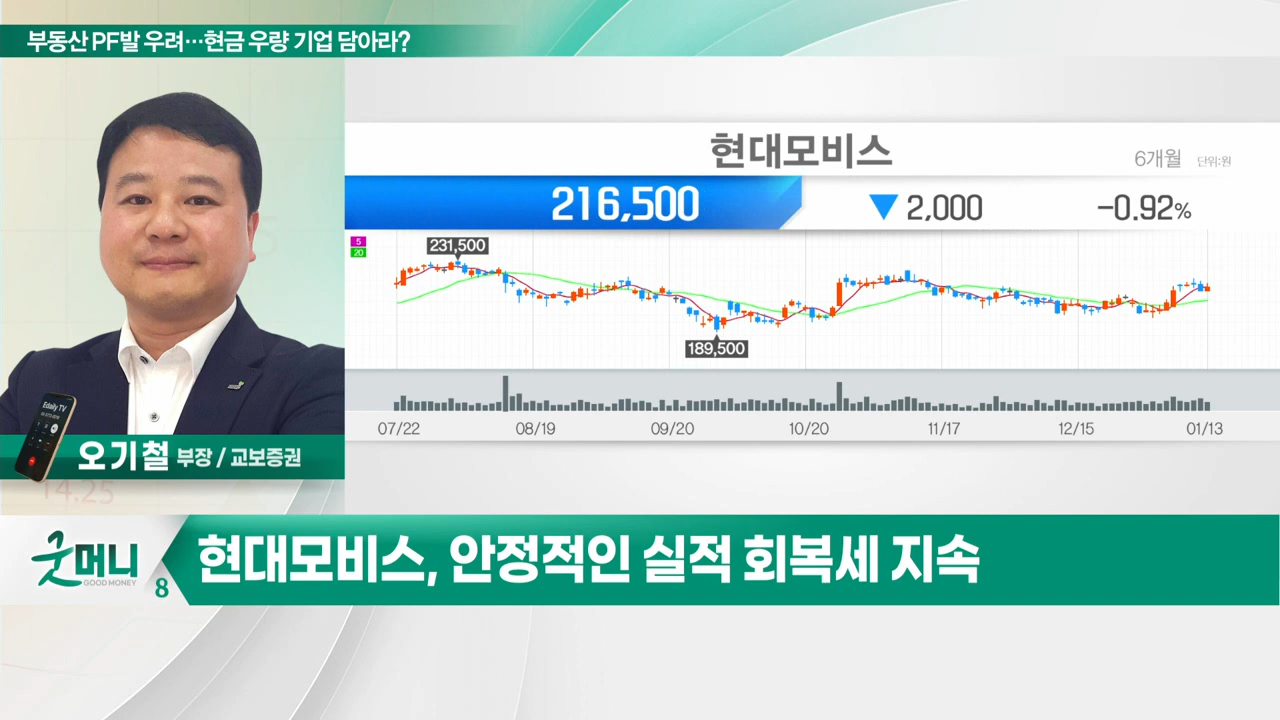 부동산 PF발 우려…현금 우량 기업 담아라?
현대모비스
6개월 단위:원
216,500 ▼ 2,000 -0.92%
5
20
231,500
189,500
07/22 08/19 09/20 10/20 11/17 12/15 01/13
Edaily TV
오기철 부장 / 교보증권
14.25
굿머니
GOOD MONEY
8
현대모비스, 안정적인 실적 회복세 지속